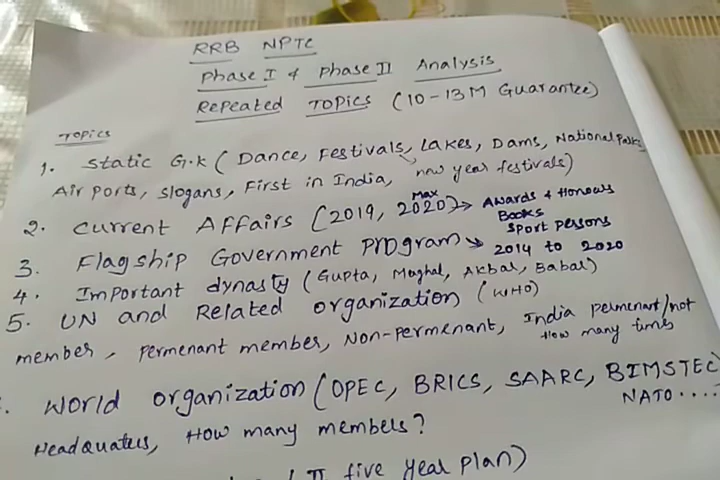 RRB NPTC
Phase I & Phase II Analysis
Repeated TOPICS (10-13M Guarantee)
TOPICS
1. Static G.K (Dance, Festivals, Lakes, Dams, National Parks
Air ports, slogans, First in India, new year festivals)
2. Current Affairs (2019, 2020) Max → Awards & Honours
Books
Sport persons
3. Flagship Government program → 2014 to 2020
4. Important dynasty (Gupta, Moghal, Akbal, Babal)
5. UN and Related organization (WHO)
member, permenant member, Non-permenant, India permenant/not
How many times
World organization (OPEC, BRICS, SAARC, BIMSTEC)
NATO....
Headquaters, How many members?
II five year plan)